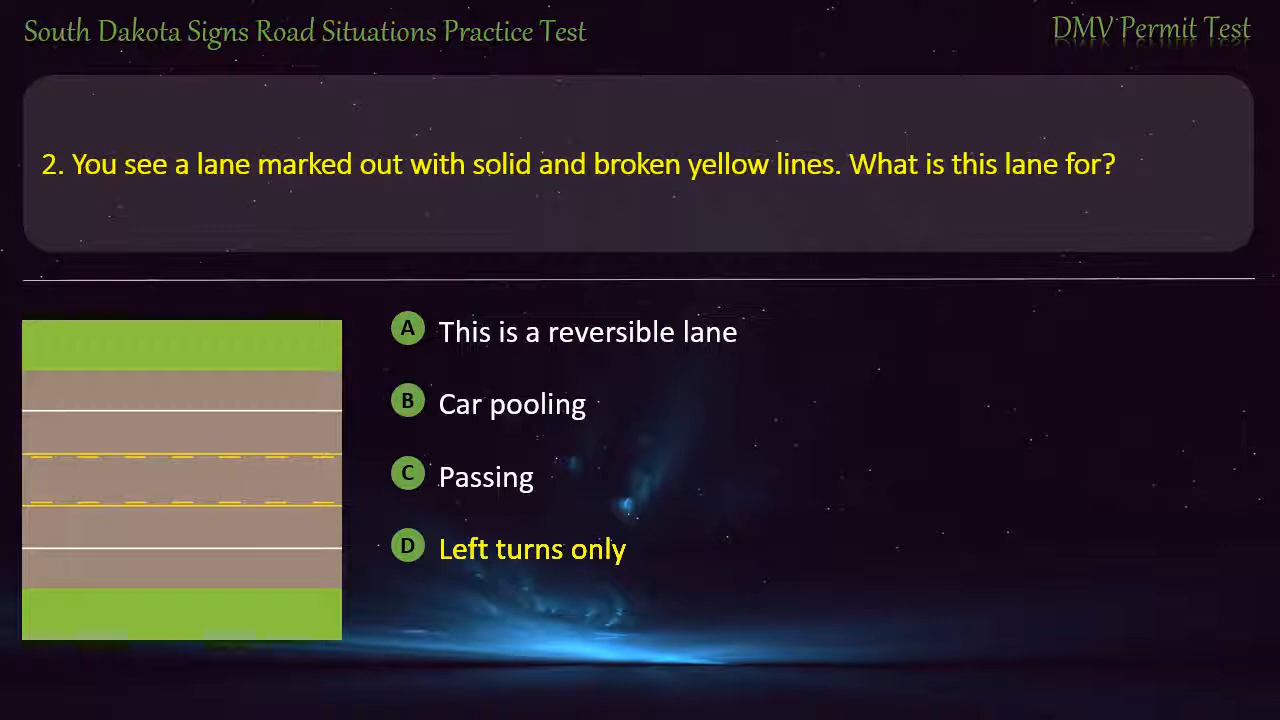 South Dakota Signs Road Situations Practice Test
DMV Permit Test
2. You see a lane marked out with solid and broken yellow lines. What is this lane for?
A This is a reversible lane
B Car pooling
C Passing
D Left turns only